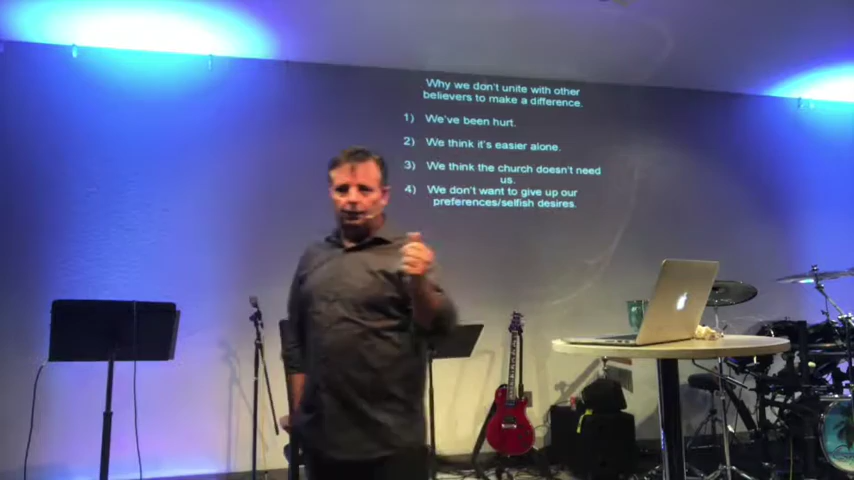 Why we don't unite with other
believers to make a difference.
1) We've been hurt.
2) We think it's easier alone.
3) We think the church doesn't need
us.
4) We don't want to give up our
preferences/selfish desires.